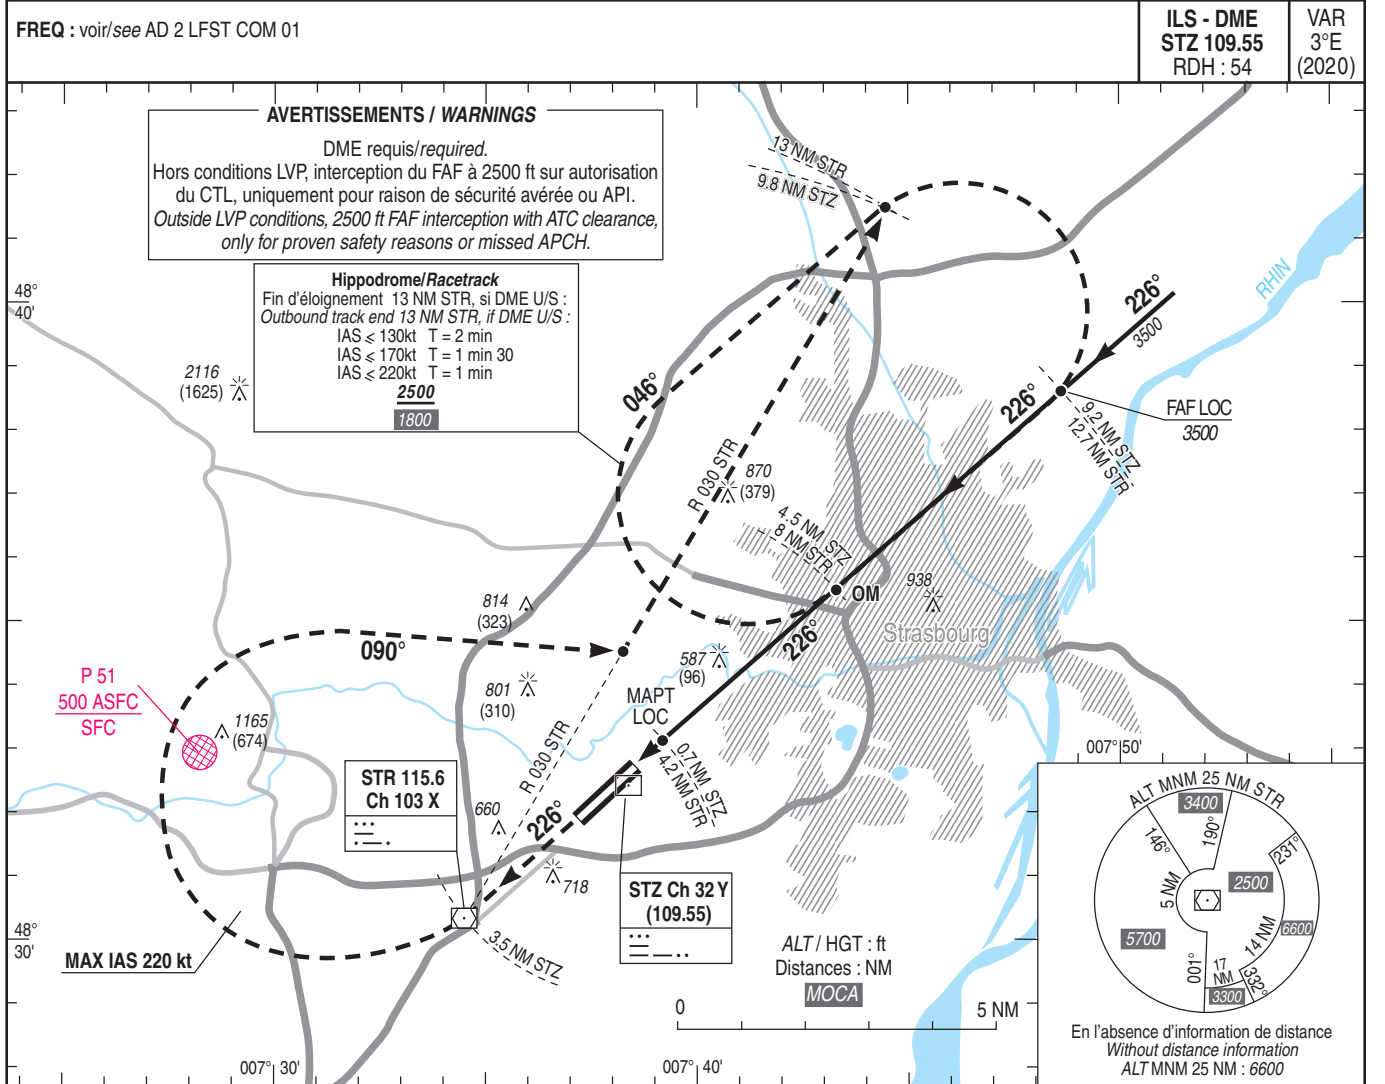 FREQ : voir/see AD 2 LFST COM 01
ILS - DME
STZ 109.55
RDH : 54
VAR
3°E
(2020)
AVERTISSEMENTS / WARNINGS
DME requis/required.
Hors conditions LVP, interception du FAF à 2500 ft sur autorisation
du CTL, uniquement pour raison de sécurité avérée ou API.
Outside LVP conditions, 2500 ft FAF interception with ATC clearance,
only for proven safety reasons or missed APCH.
Hippodrome/Racetrack
Fin d'éloignement 13 NM STR, si DME U/S :
Outbound track end 13 NM STR, if DME U/S :
IAS ⩽ 130kt T = 2 min
IAS ⩽ 170kt T = 1 min 30
IAS ⩽ 220kt T = 1 min
2500
1800
13 NM STR
9.8 NM STZ
48°
40'
2116
(1625)
046°
226°
3500
RHIN
226°
FAF LOC
3500
9.2 NM STZ
12.7 NM STR
R 030 STR
870
(379)
4.5 NM STZ
8 NM STR
OM
938
Strasbourg
814
(323)
090°
226°
587
(96)
801
(310)
MAPT
LOC
P 51
500 ASFC
SFC
1165
(674)
R 030 STR
0.7 NM STZ
4.2 NM STR
STR 115.6
Ch 103 X
660
226°
718
STZ Ch 32 Y
(109.55)
3.5 NM STZ
48°
30'
MAX IAS 220 kt
ALT / HGT : ft
Distances : NM
MOCA
0
5 NM
007° 30'
007° 40'
007° 50'
ALT MNM 25 NM STR
3400
146°
190°
231°
5 NM
2500
5700
14 NM
6600
001°
17
NM
332°
3300
En l'absence d'information de distance
Without distance information
ALT MNM 25 NM : 6600